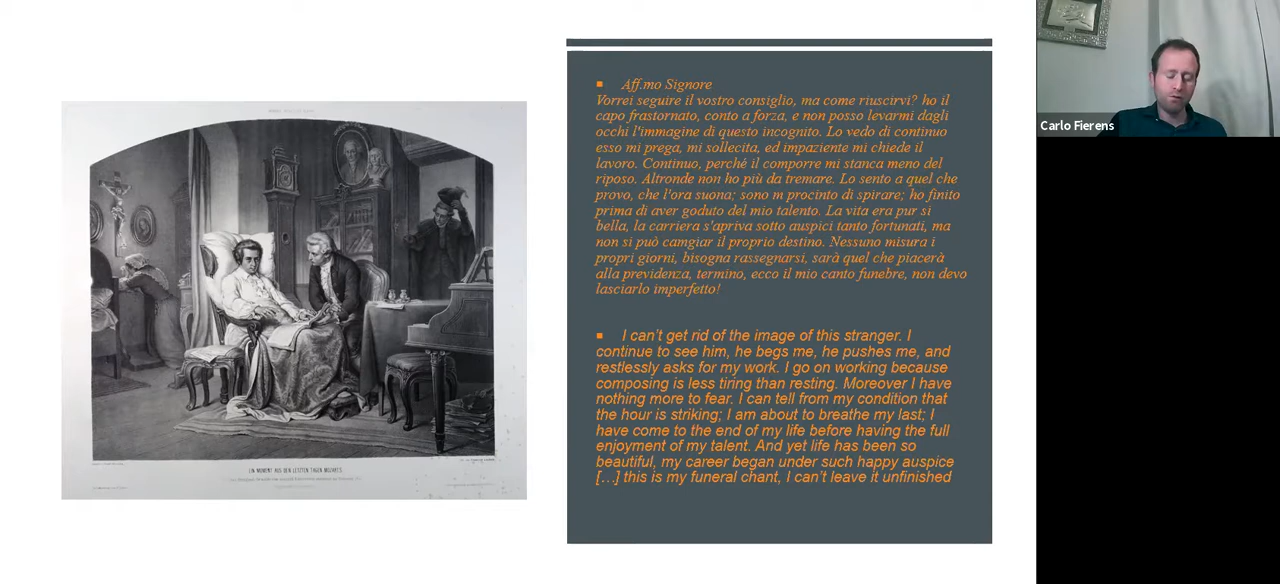 Aff.mo Signore
Vorrei seguire il vostro consiglio, ma come riuscirvi? ho il
capo frastornato, conto a forza, e non posso levarmi dagli
occhi l'immagine di questo incognito. Lo vedo di continuo
esso mi prega, mi sollecita, ed impaziente mi chiede il
lavoro. Continuo, perché il comporre mi stanca meno del
riposo. Altronde non ho più da tremare. Lo sento a quel che
provo, che l'ora suona; sono m procinto di spirare; ho finito
prima di aver goduto del mio talento. La vita era pur si
bella, la carriera s'apriva sotto auspici tanto fortunati, ma
non si può camgiar il proprio destino. Nessuno misura i
propri giorni, bisogna rassegnarsi, sarà quel che piacerà
alla previdenza, termino, ecco il mio canto funebre, non devo
lasciarlo imperfetto!
I can't get rid of the image of this stranger. I
continue to see him, he begs me, he pushes me, and
restlessly asks for my work. I go on working because
composing is less tiring than resting. Moreover I have
nothing more to fear. I can tell from my condition that
the hour is striking; I am about to breathe my last; I
have come to the end of my life before having the full
enjoyment of my talent. And yet life has been so
beautiful, my career began under such happy auspice
[…] this is my funeral chant, I can't leave it unfinished
EIN MOMENT AUS DEN LETZTEN TAGEN MOZARTS
Carlo Fierens